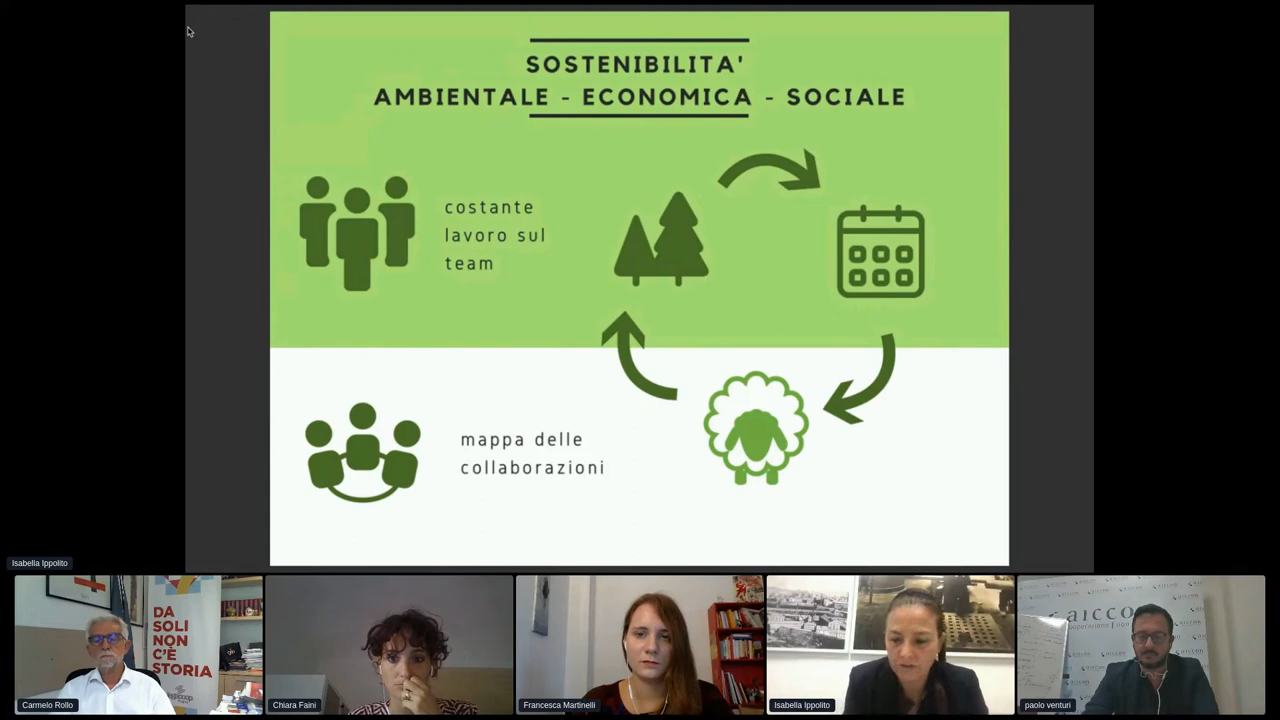 SOSTENIBILITA'
AMBIENTALE - ECONOMICA - SOCIALE
costante
lavoro sul
team
mappa delle
collaborazioni
Isabella Ippolito
DA
SOLI
NON
C'È
STORIA
Carmelo Rollo
Chiara Faini
Francesca Martinelli
Isabella Ippolito
aiccon
paolo venturi